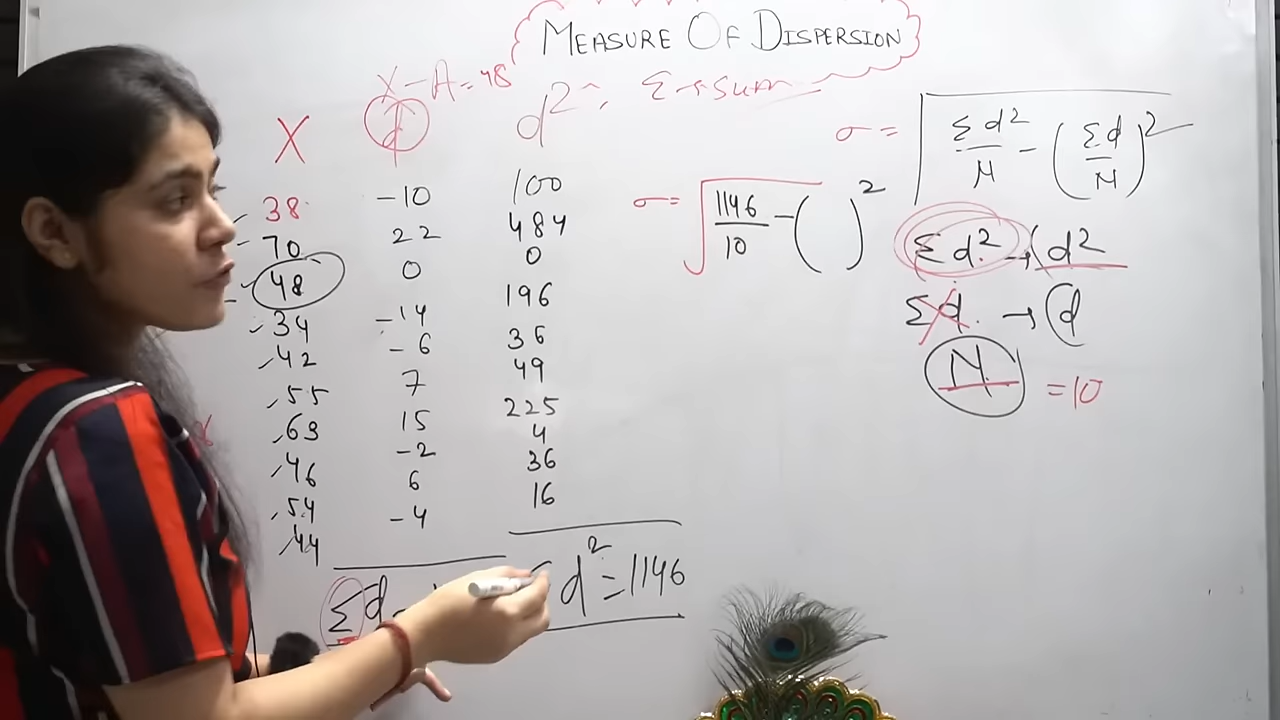 MEASURE OF DISPERSION
X - A = 48
X
d
d²
Σ → Sum
38 -10 100
70 22 484
48 0 0
34 -14 196
42 -6 36
55 7 49
63 15 225
46 -2 4
54 6 36
44 -4 16
Σd
Σd² = 1146
σ = √ Σd²/N - (Σd/N)²
σ = √ 1146/10 - ( )²
Σd² → (d²
Σd → d
N = 10